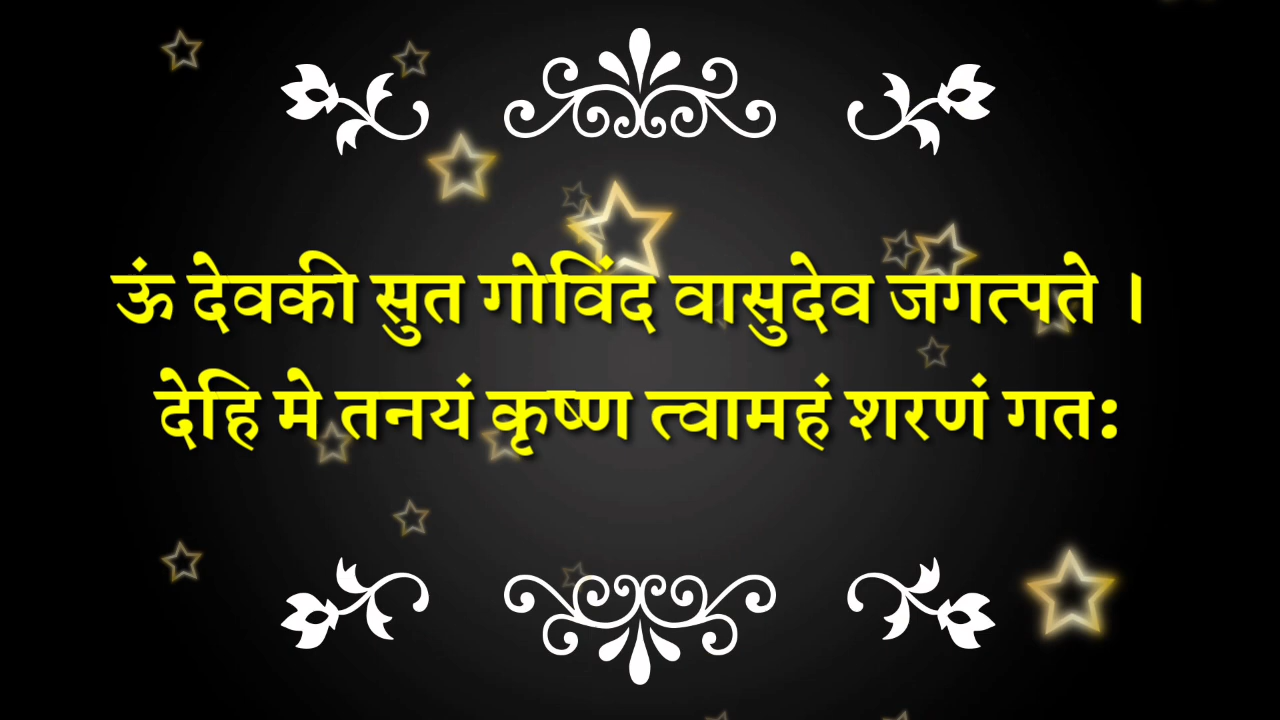 ऊं देवकी सुत गोविंद वासुदेव जगत्पते ।
देहि मे तनयं कृष्ण त्वामहं शरणं गतः